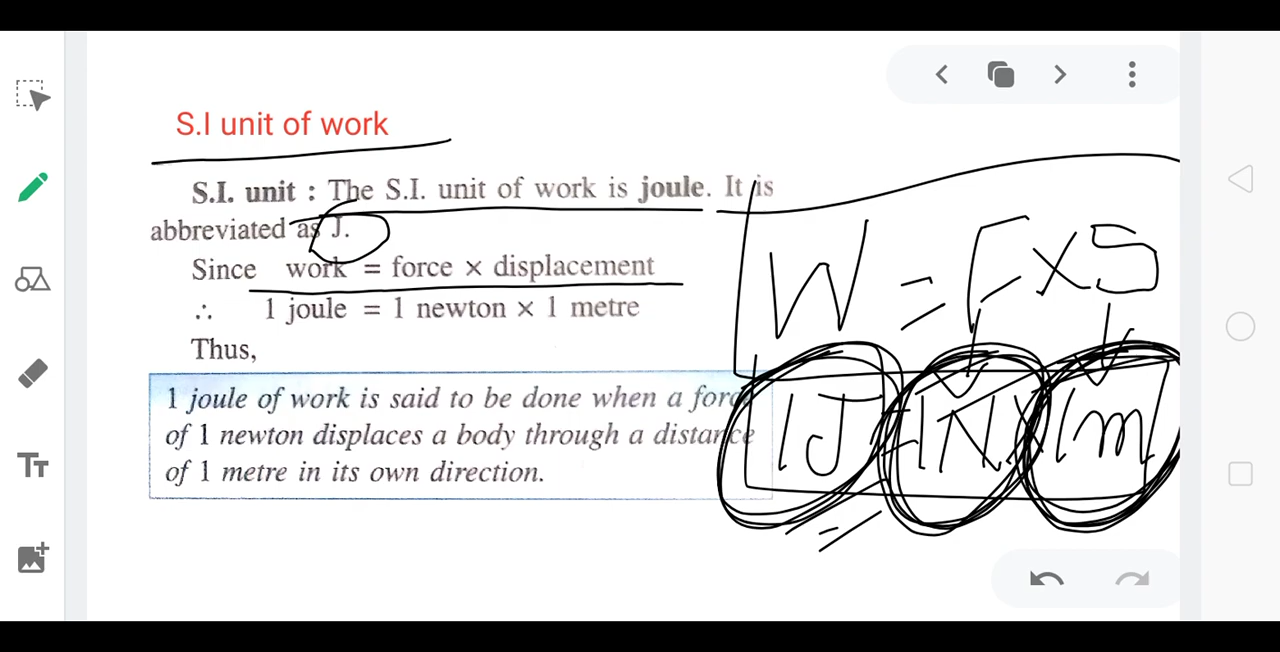 S.I unit of work
S.I. unit : The S.I. unit of work is joule. It is
abbreviated as J.
Since work = force × displacement
∴ 1 joule = 1 newton × 1 metre
Thus,
1 joule of work is said to be done when a force
of 1 newton displaces a body through a distance
of 1 metre in its own direction.
W = F × S
1J = 1N × 1m
TT